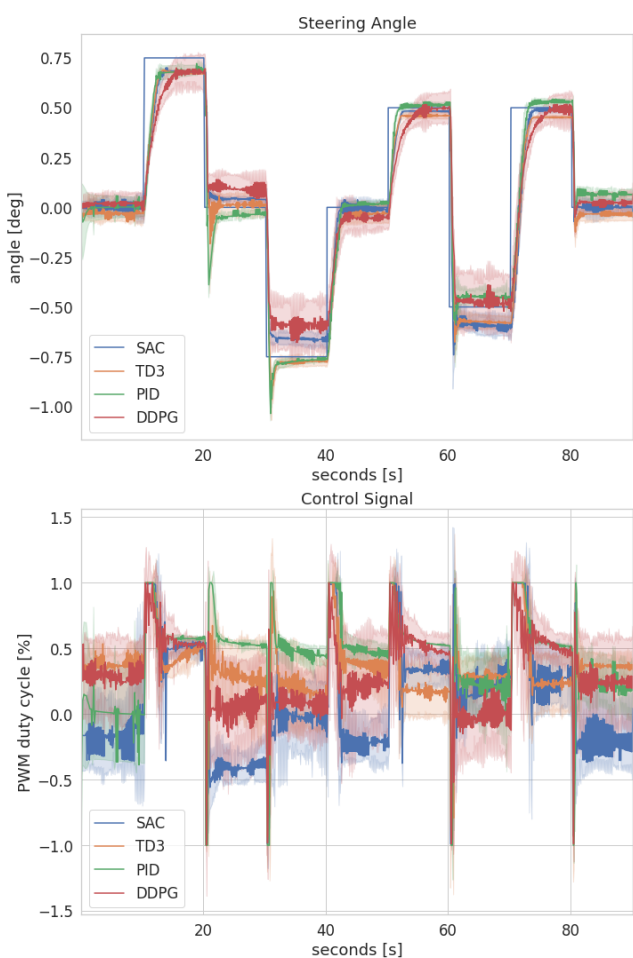 Steering Angle
0.75
0.50
0.25
0.00
−0.25
−0.50
−0.75
−1.00
angle [deg]
SAC
TD3
PID
DDPG
20
40
60
80
seconds [s]
Control Signal
1.5
1.0
0.5
0.0
−0.5
−1.0
−1.5
PWM duty cycle [%]
SAC
TD3
PID
DDPG
20
40
60
80
seconds [s]